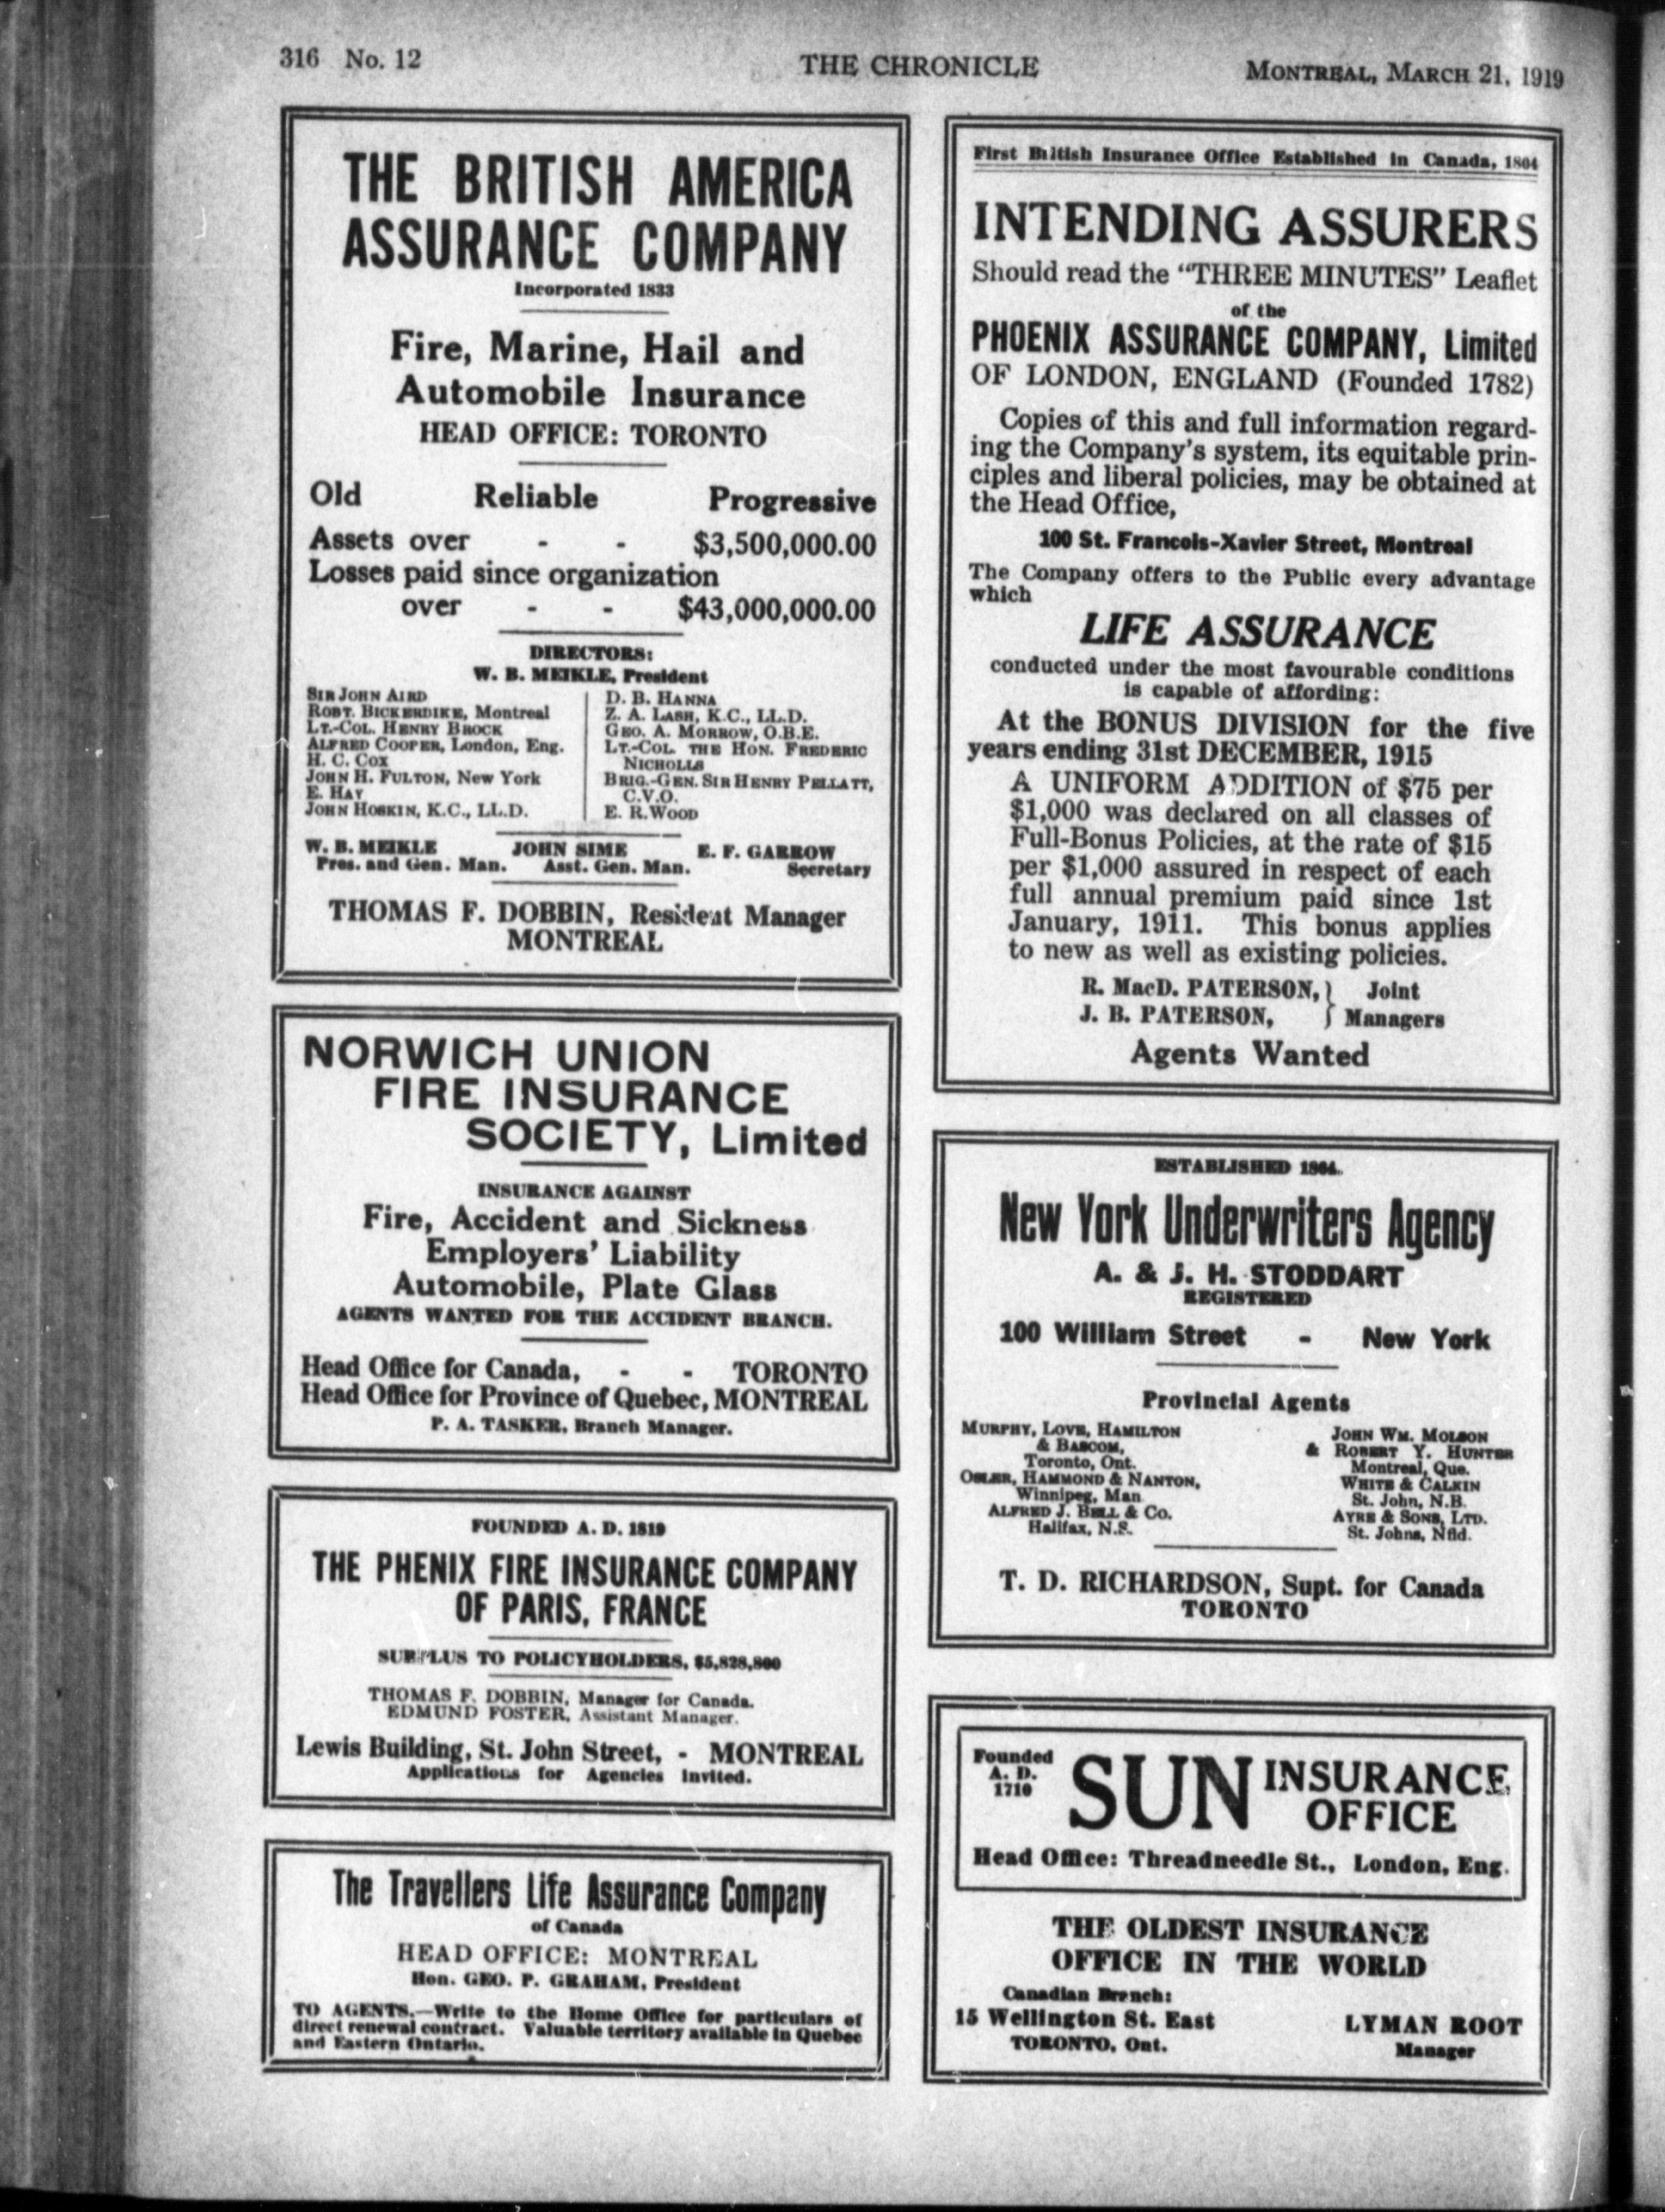 316 No. 12
THE CHRONICLE
MONTREAL, MARCH 21, 1919
THE BRITISH AMERICA
ASSURANCE COMPANY
Incorporated 1833
Fire, Marine, Hail and
Automobile Insurance
HEAD OFFICE: TORONTO
Old Reliable Progressive
Assets over - - $3,500,000.00
Losses paid since organization
over - - $43,000,000.00
DIRECTORS:
W. B. MEIKLE, President
SIR JOHN AIRD
ROBT. BICKERDIKE, Montreal
LT.-COL. HENRY BROCK
ALFRED COOPER, London, Eng.
H. C. COX
JOHN H. FULTON, New York
E. HAY
JOHN HOSKIN, K.C., LL.D.
D. B. HANNA
Z. A. LASH, K.C., LL.D.
GEO. A. MORROW, O.B.E.
LT.-COL. THE HON. FREDERIC
NICHOLLS
BRIG.-GEN. SIR HENRY PELLATT,
C.V.O.
E. R. WOOD
W. B. MEIKLE JOHN SIME E. F. GARROW
Pres. and Gen. Man. Asst. Gen. Man. Secretary
THOMAS F. DOBBIN, Resident Manager
MONTREAL
NORWICH UNION
FIRE INSURANCE
SOCIETY, Limited
INSURANCE AGAINST
Fire, Accident and Sickness
Employers' Liability
Automobile, Plate Glass
AGENTS WANTED FOR THE ACCIDENT BRANCH.
Head Office for Canada, - - TORONTO
Head Office for Province of Quebec, MONTREAL
P. A. TASKER, Branch Manager.
FOUNDED A. D. 1819
THE PHENIX FIRE INSURANCE COMPANY
OF PARIS, FRANCE
SURPLUS TO POLICYHOLDERS, $5,828,800
THOMAS F. DOBBIN, Manager for Canada.
EDMUND FOSTER, Assistant Manager.
Lewis Building, St. John Street, - MONTREAL
Applications for Agencies invited.
The Travellers Life Assurance Company
of Canada
HEAD OFFICE: MONTREAL
Hon. GEO. P. GRAHAM, President
TO AGENTS.—Write to the Home Office for particulars of
direct renewal contract. Valuable territory available in Quebec
and Eastern Ontario.
First British Insurance Office Established in Canada, 1804
INTENDING ASSURERS
Should read the "THREE MINUTES" Leaflet
of the
PHOENIX ASSURANCE COMPANY, Limited
OF LONDON, ENGLAND (Founded 1782)
Copies of this and full information regard-
ing the Company's system, its equitable prin-
ciples and liberal policies, may be obtained at
the Head Office,
100 St. Francois-Xavier Street, Montreal
The Company offers to the Public every advantage
which
LIFE ASSURANCE
conducted under the most favourable conditions
is capable of affording:
At the BONUS DIVISION for the five
years ending 31st DECEMBER, 1915
A UNIFORM ADDITION of $75 per
$1,000 was declared on all classes of
Full-Bonus Policies, at the rate of $15
per $1,000 assured in respect of each
full annual premium paid since 1st
January, 1911. This bonus applies
to new as well as existing policies.
R. MacD. PATERSON, } Joint
J. B. PATERSON, } Managers
Agents Wanted
ESTABLISHED 1864.
New York Underwriters Agency
A. & J. H. STODDART
REGISTERED
100 William Street - New York
Provincial Agents
MURPHY, LOVE, HAMILTON
& BASCOM,
Toronto, Ont.
OSLER, HAMMOND & NANTON,
Winnipeg, Man.
ALFRED J. BELL & Co.
Halifax, N.S.
JOHN WM. MOLSON
& ROBERT Y. HUNTER
Montreal, Que.
WHITE & CALKIN
St. John, N.B.
AYRE & SONS, LTD.
St. Johns, Nfld.
T. D. RICHARDSON, Supt. for Canada
TORONTO
Founded
A. D.
1710
SUN INSURANCE
OFFICE
Head Office: Threadneedle St., London, Eng.
THE OLDEST INSURANCE
OFFICE IN THE WORLD
Canadian Branch:
15 Wellington St. East
TORONTO, Ont.
LYMAN ROOT
Manager